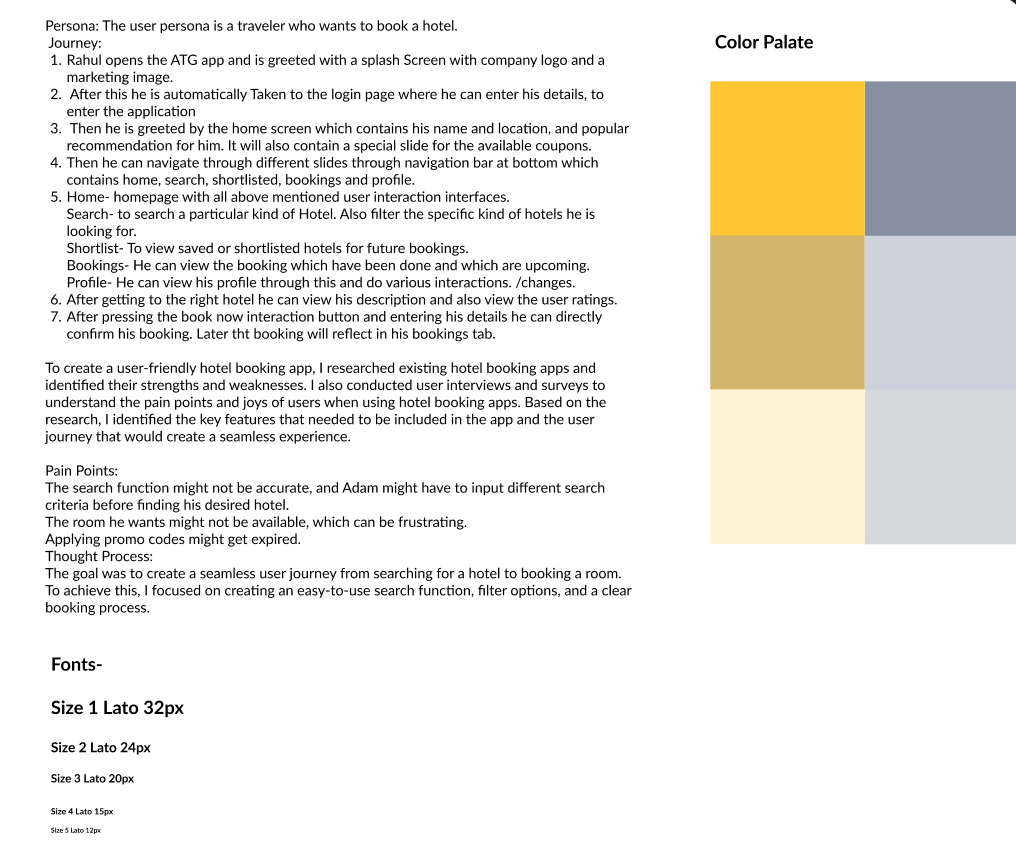 Persona: The user persona is a traveler who wants to book a hotel.
Journey:
1. Rahul opens the ATG app and is greeted with a splash Screen with company logo and a
marketing image.
2. After this he is automatically Taken to the login page where he can enter his details, to
enter the application
3. Then he is greeted by the home screen which contains his name and location, and popular
recommendation for him. It will also contain a special slide for the available coupons.
4. Then he can navigate through different slides through navigation bar at bottom which
contains home, search, shortlisted, bookings and profile.
5. Home- homepage with all above mentioned user interaction interfaces.
Search- to search a particular kind of Hotel. Also filter the specific kind of hotels he is
looking for.
Shortlist- To view saved or shortlisted hotels for future bookings.
Bookings- He can view the booking which have been done and which are upcoming.
Profile- He can view his profile through this and do various interactions. /changes.
6. After getting to the right hotel he can view his description and also view the user ratings.
7. After pressing the book now interaction button and entering his details he can directly
confirm his booking. Later tht booking will reflect in his bookings tab.
To create a user-friendly hotel booking app, I researched existing hotel booking apps and
identified their strengths and weaknesses. I also conducted user interviews and surveys to
understand the pain points and joys of users when using hotel booking apps. Based on the
research, I identified the key features that needed to be included in the app and the user
journey that would create a seamless experience.
Pain Points:
The search function might not be accurate, and Adam might have to input different search
criteria before finding his desired hotel.
The room he wants might not be available, which can be frustrating.
Applying promo codes might get expired.
Thought Process:
The goal was to create a seamless user journey from searching for a hotel to booking a room.
To achieve this, I focused on creating an easy-to-use search function, filter options, and a clear
booking process.
Fonts-
Size 1 Lato 32px
Size 2 Lato 24px
Size 3 Lato 20px
Size 4 Lato 15px
Size 5 Lato 12px
Color Palate